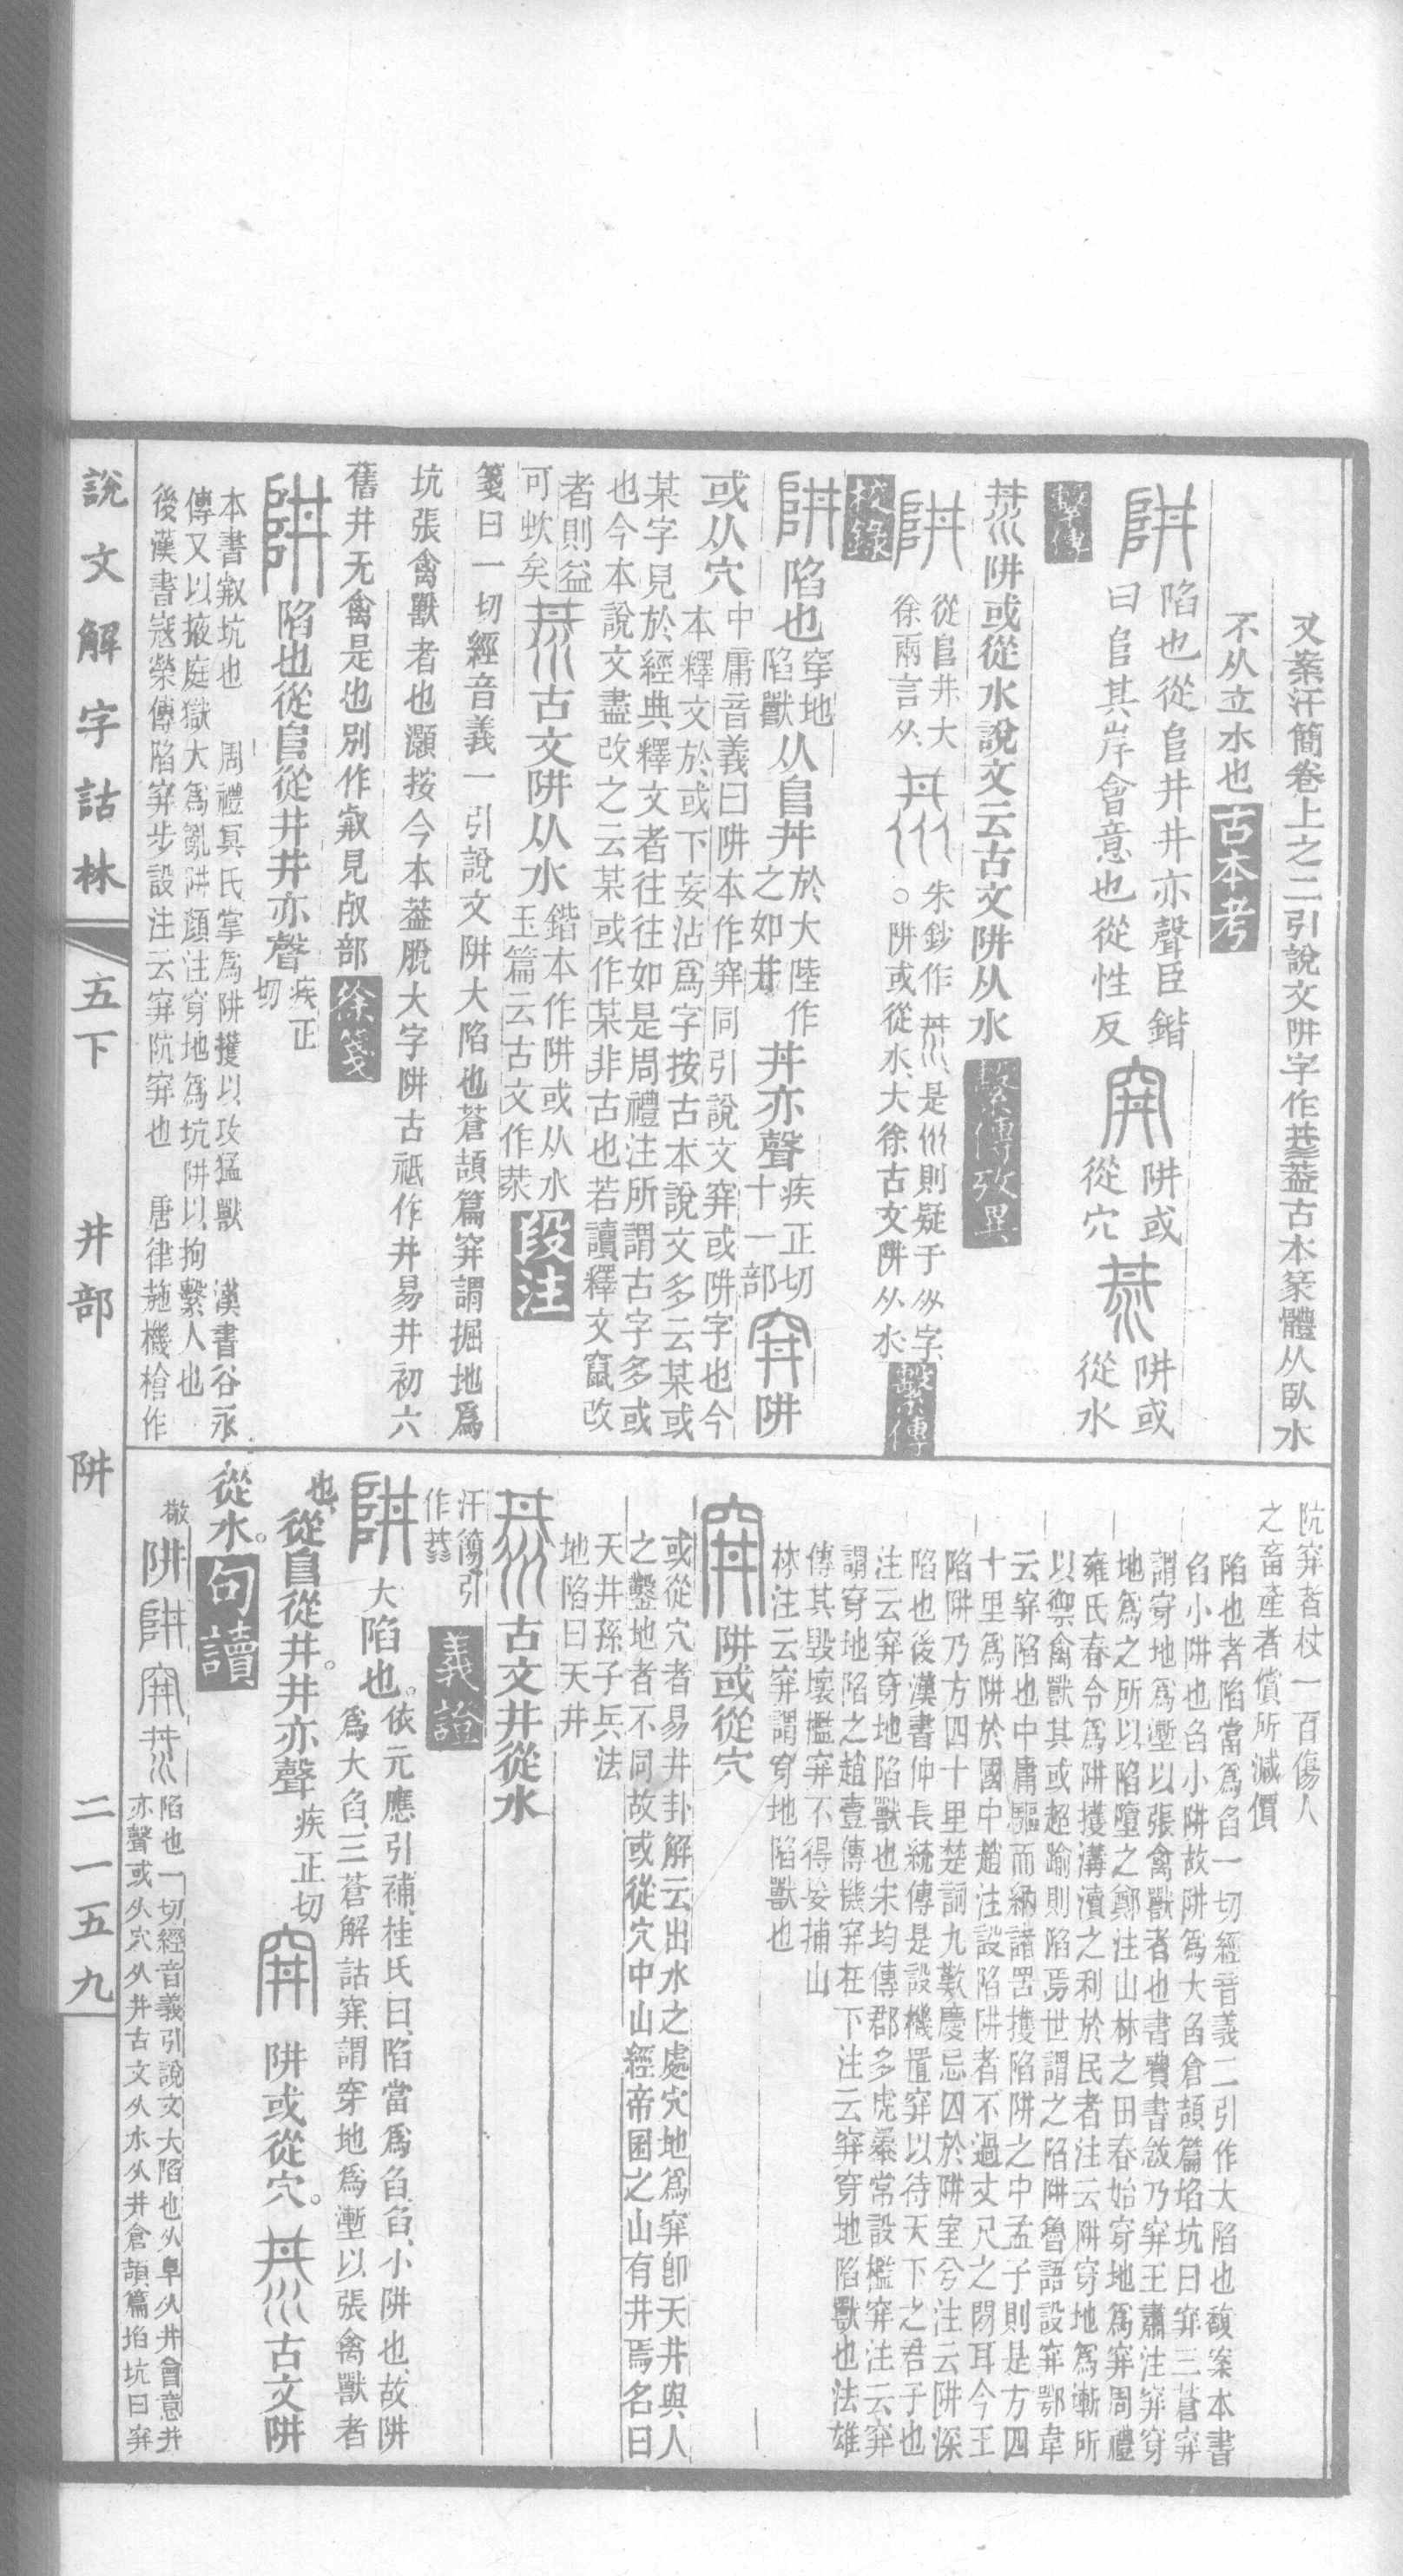 又案汗簡卷上之二引說文阱字作𦮼蓋古本篆體从臥水
不从立水也 古本考
阱 陷也從𨸏井井亦聲臣鍇
曰𨸏其岸會意也從性反 穽 阱或
從穴 汬 阱或
從水
繫傳
汬阱或從水說文云古文阱从水 繫傳攷異
阱 從𨸏井大
徐兩言从 汬 朱鈔作汬是㳄則疑于从字
○阱或從水大徐古文阱从水 繫傳
校錄
阱 陷也 穿地
陷獸 从𨸏井 於大陸作
之如井 井亦聲 疾正切
十一部 穽 阱
或从穴 中庸音義曰阱本作穽同引說文穽或阱字也今
本釋文於或下妄沾爲字按古本說文多云某或
某字見於經典釋文者往往如是周禮注所謂古字多或
也今本說文盡改之云某或作某非古也若讀釋文竄改
者則益
可蚊矣 汬 古文阱从水 鍇本作阱或从水
玉篇云古文作汬 段注
箋曰一切經音義一引說文阱大陷也蒼頡篇穽謂掘地爲
坑張禽獸者也灝按今本葢脫大字阱古祗作井易井初六
舊井无禽是也別作㱚見𣦼部 徐箋
阱 陷也從𨸏從井井亦聲 疾正
切
本書㱚坑也 周禮冥氏掌爲阱擭以攻猛獸 漢書谷永
傳又以掖庭獄大爲亂阱顏注穿地爲坑阱以拘繫人也
後漢書寇榮傳陷穽步設注云穽阬穽也 唐律施機槍作
說文解字詁林 五下 井部 阱 二一五九
阬穽者杖一百傷人
之畜產者償所減價
陷也者陷當爲臽一切經音義二引作大陷也馥案本書
臽小阱也臽小阱故阱爲大臽倉頡篇掐坑曰穽三蒼穽
謂穿地爲塹以張禽獸者也書費書敜乃穽王肅注穽穿
地爲之所以陷墮之鄭注山林之田春始穿地爲穽周禮
雍氏春令爲阱擭溝瀆之利於民者注云阱穿地爲塹所
以禦禽獸其或超踰則陷焉世謂之陷阱魯語設穽鄂韋
云穽陷也中庸驅而納諸罟擭陷阱之中孟子則是方四
十里爲阱於國中趙注設陷阱者不過丈尺之閒耳今王
陷阱乃方四十里楚詞九歎慶忌囚於阱室兮注云阱深
陷也後漢書仲長統傳是設機置穽以待天下之君子也
注云穽穿地陷獸也宋均傳郡多虎㬥常設檻穽注云穽
謂穿地陷之趙壹傳機穽在下注云穽穿地陷獸也法雄
傳其毀壞檻穽不得妄捕山
林注云穽謂穿地陷獸也
穽 阱或從穴
或從穴者易井卦解云出水之處穴地爲穽卽天井與人
之鑿地者不同故或從穴中山經帝囷之山有井焉名曰
天井孫子兵法
地陷曰天井
汬 古文井從水
汗簡引
作𦮼 義證
阱 大陷也。依元應引補、桂氏曰、陷當爲臽臽、小阱也、故阱
爲大臽、三蒼解詁穽、謂穿地爲塹、以張禽獸者
也、從𨸏從井。井亦聲 疾正切 穽 阱或從穴。 汬 古文阱
從水。 句讀
檢 阱 阱 穽 汬 陷也一切經音義引說文大陷也从𨸏从井會意井
亦聲或从穴从井古文从水从井倉頡篇掐坑曰穽